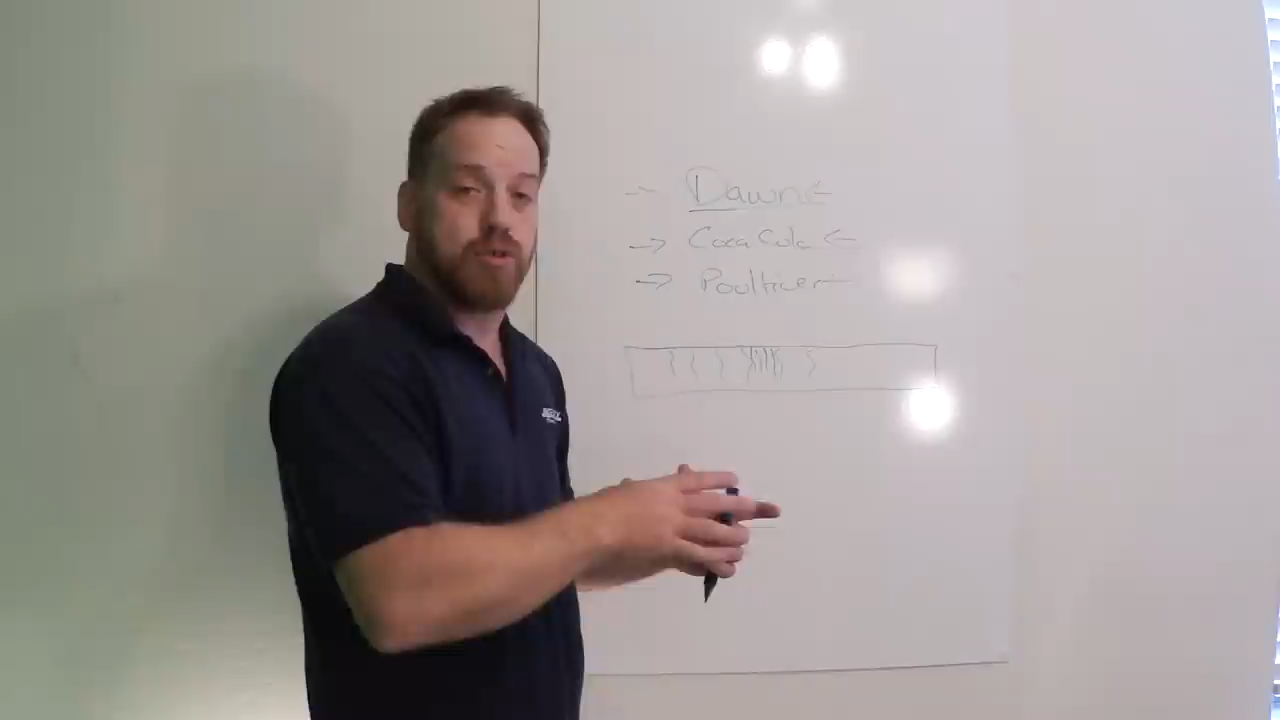 → Dawn ←
→ Coca Cola ←
→ Poultice ←